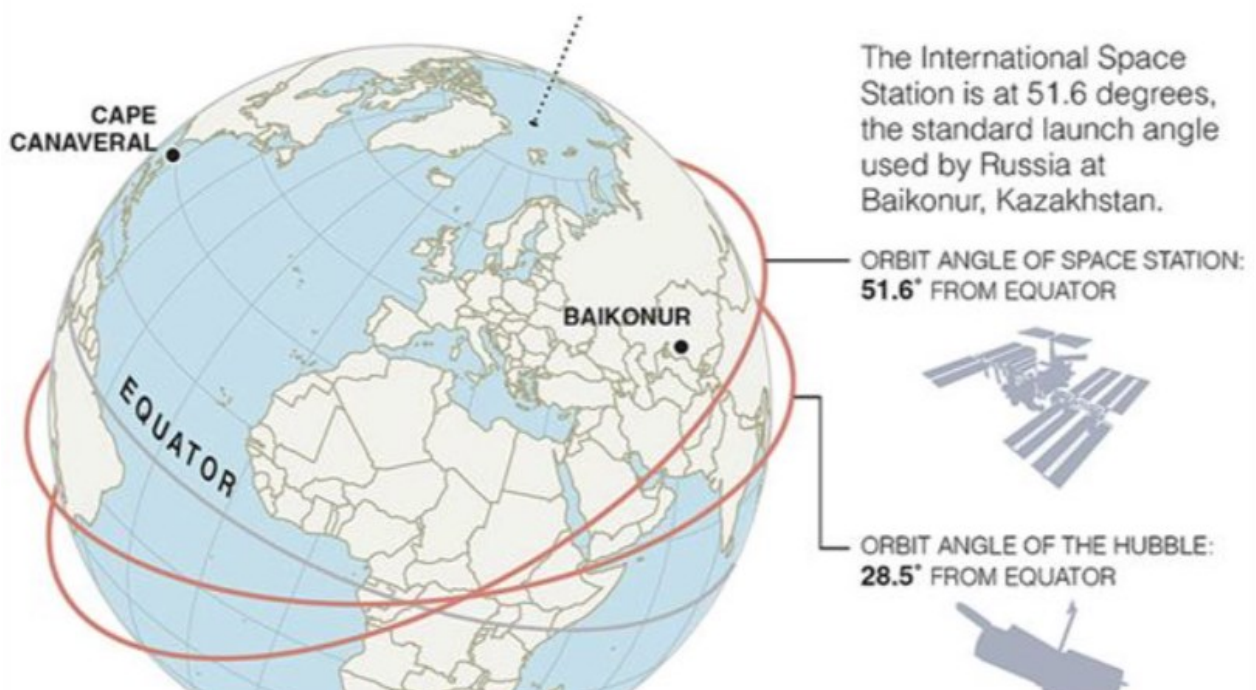 CAPE
CANAVERAL
The International Space
Station is at 51.6 degrees,
the standard launch angle
used by Russia at
Baikonur, Kazakhstan.
ORBIT ANGLE OF SPACE STATION:
51.6° FROM EQUATOR
BAIKONUR
EQUATOR
ORBIT ANGLE OF THE HUBBLE:
28.5° FROM EQUATOR